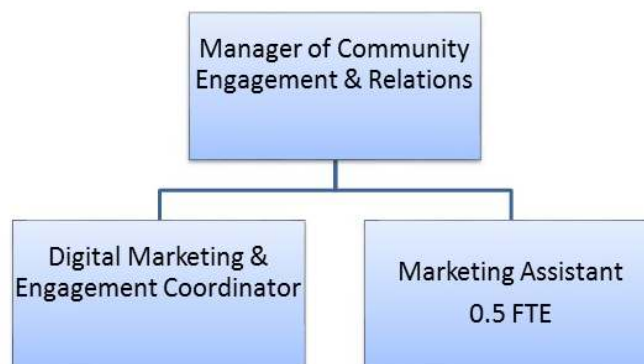 Manager of Community
Engagement & Relations
Digital Marketing &
Engagement Coordinator
Marketing Assistant
0.5 FTE